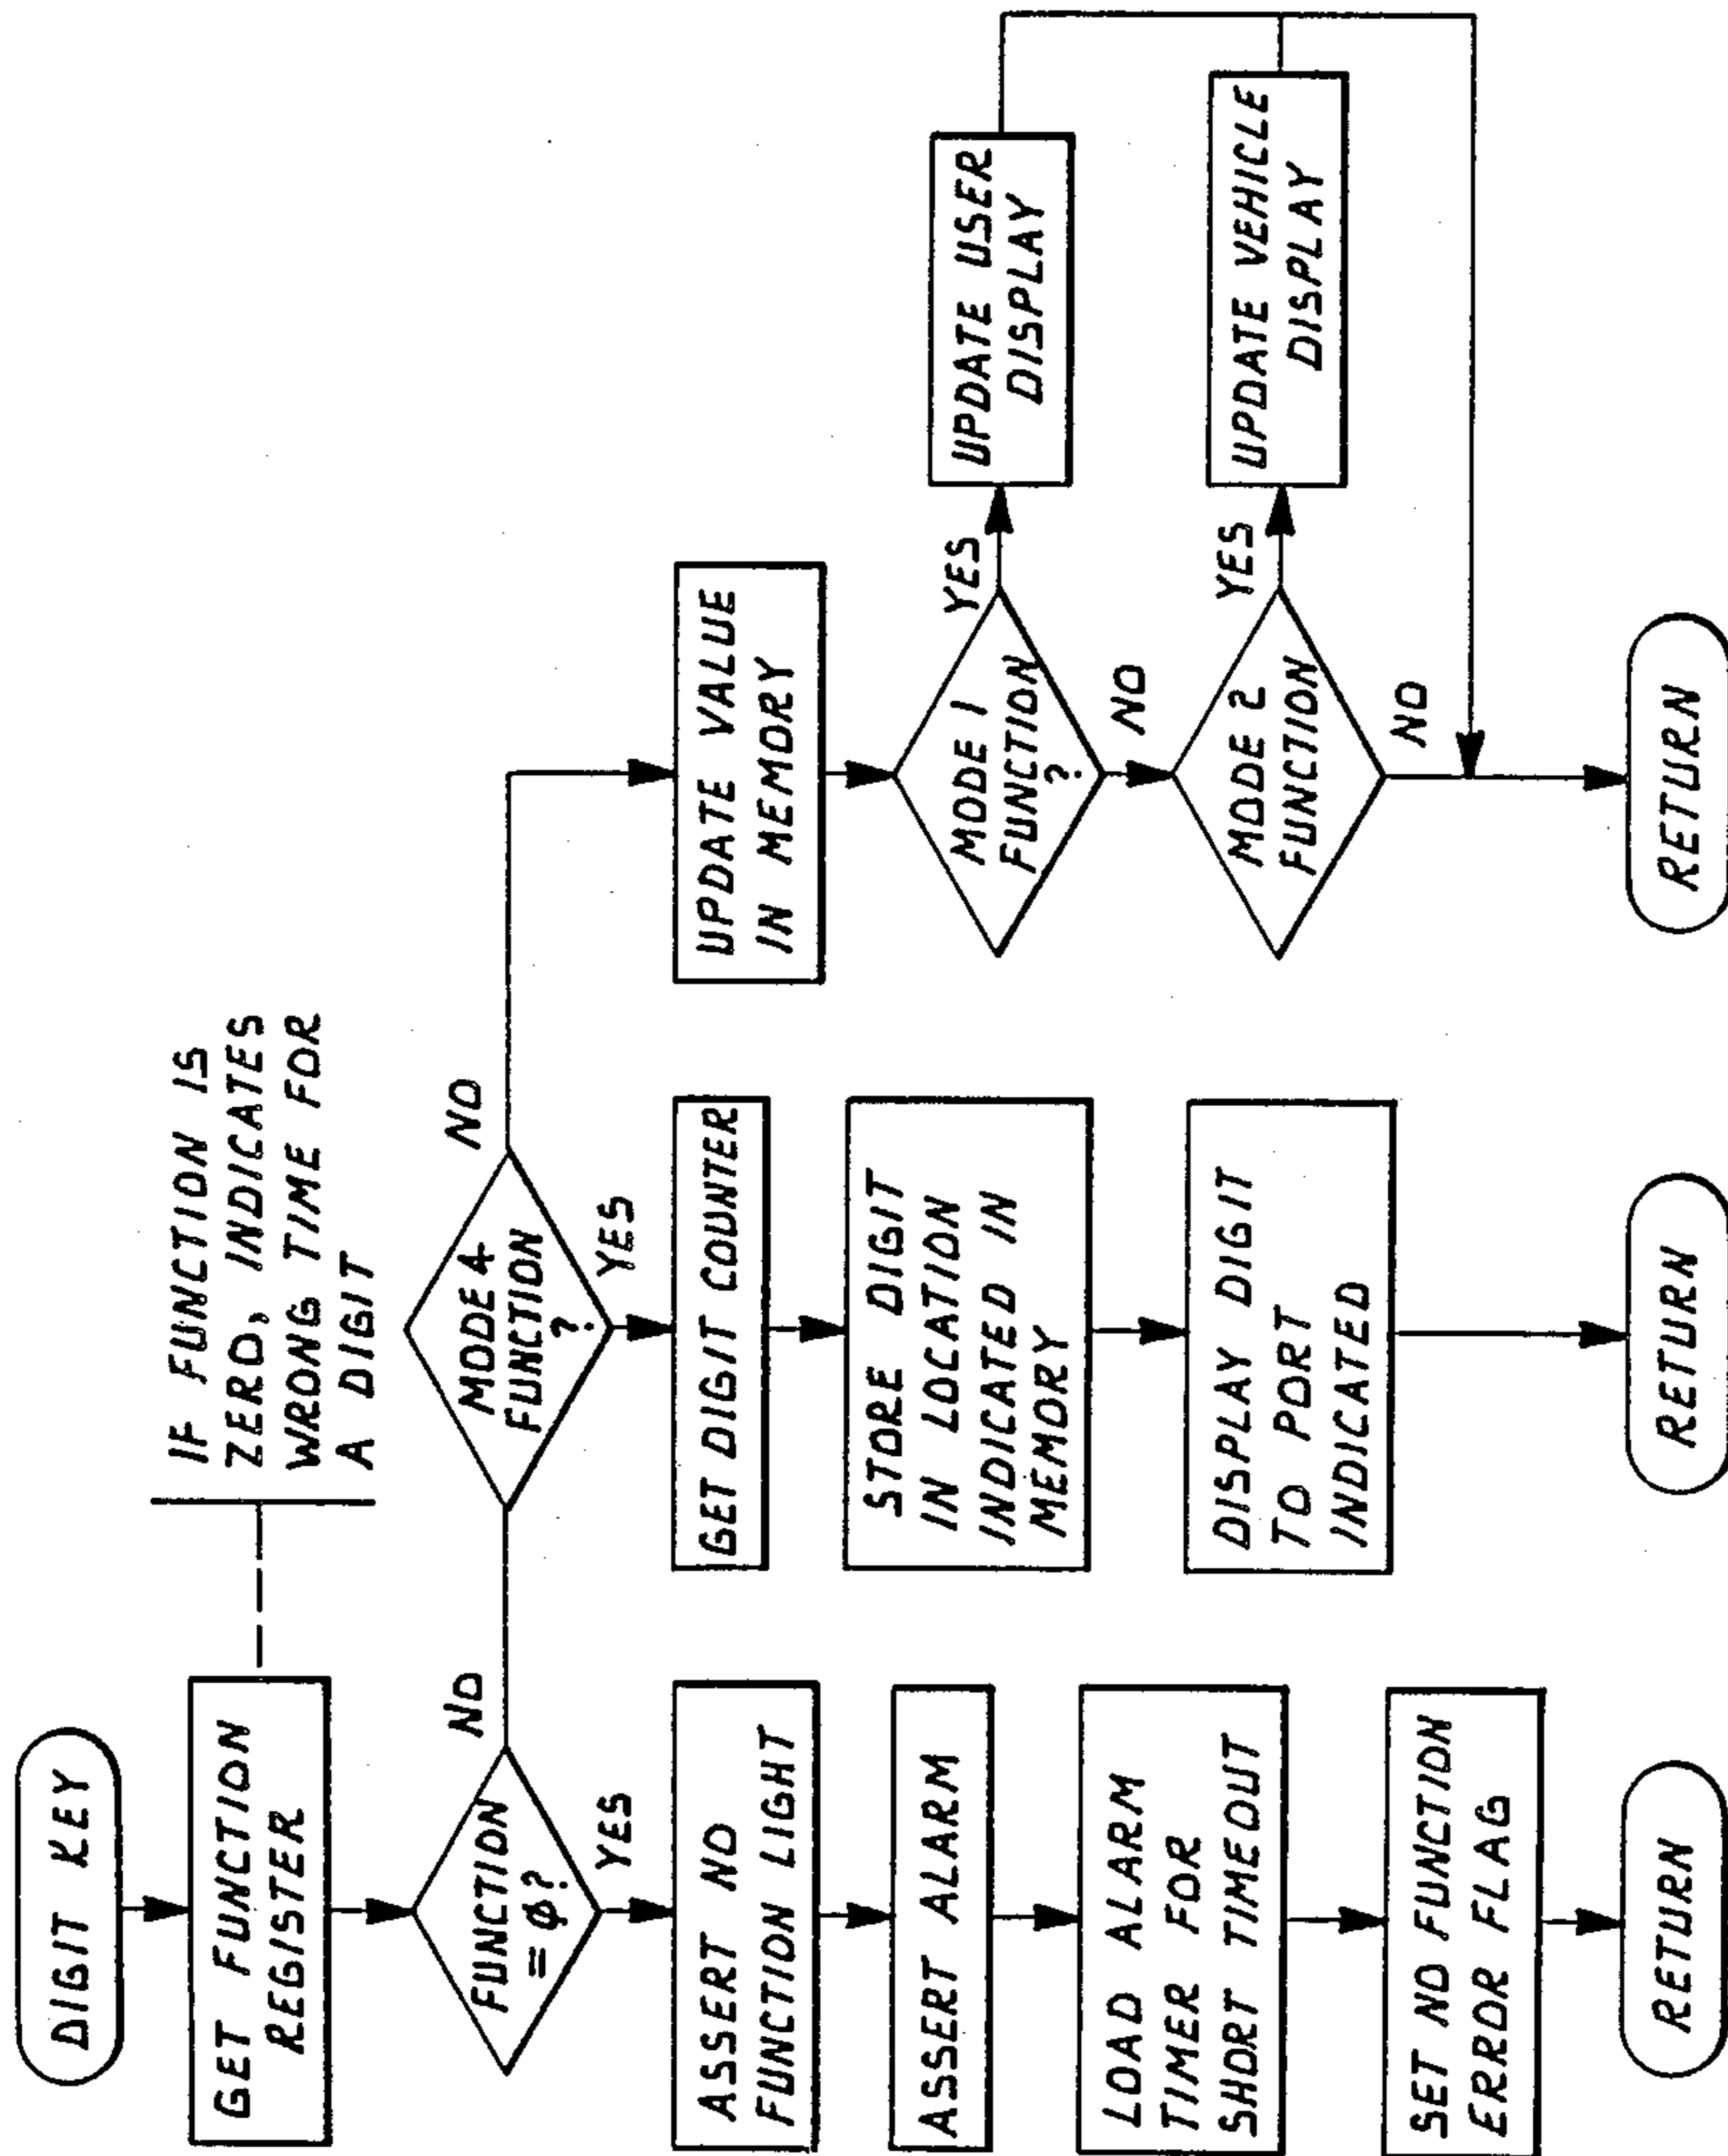 DIGIT KEY
GET FUNCTION
REGISTER
IF FUNCTION IS
ZERO, INDICATES
WRONG TIME FOR
A DIGIT
FUNCTION
= Ø?
NO
YES
ASSERT NO
FUNCTION LIGHT
ASSERT ALARM
LOAD ALARM
TIMER FOR
SHORT TIMEOUT
SET NO FUNCTION
ERROR FLAG
RETURN
MODE 4
FUNCTION
?
NO
YES
GET DIGIT COUNTER
STORE DIGIT
IN LOCATION
INDICATED IN
MEMORY
DISPLAY DIGIT
TO PORT
INDICATED
RETURN
UPDATE VALUE
IN MEMORY
MODE 1
FUNCTION
?
YES
NO
UPDATE USER
DISPLAY
MODE 2
FUNCTION
YES
NO
UPDATE VEHICLE
DISPLAY
RETURN